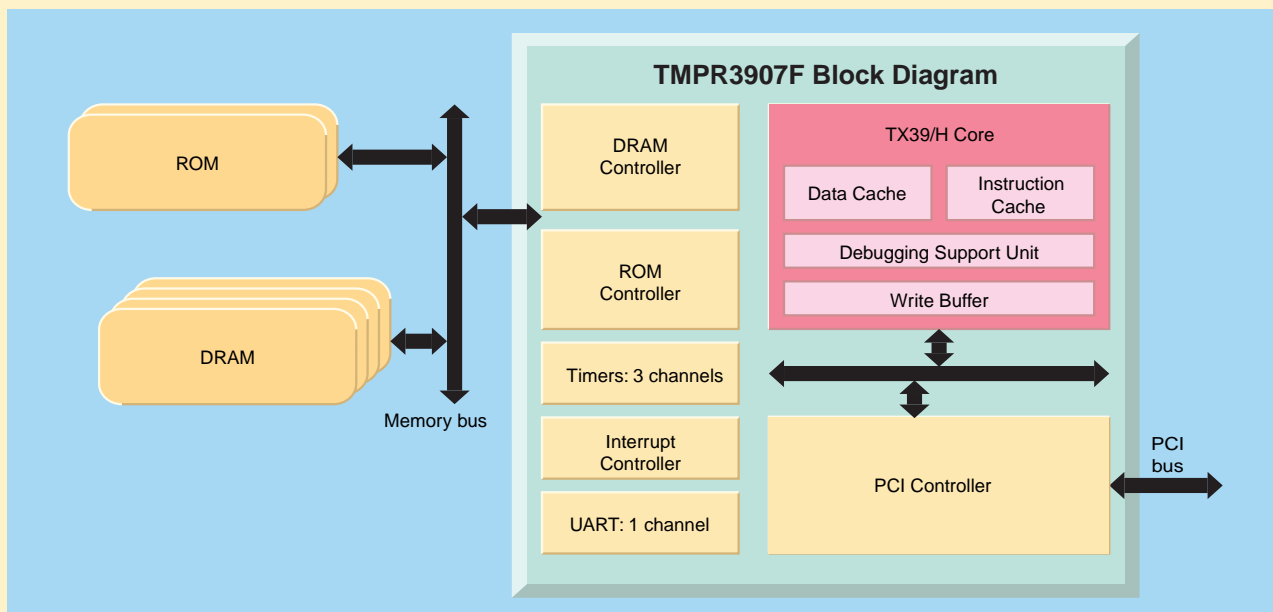 TMPR3907F Block Diagram
ROM
DRAM
Memory bus
DRAM
Controller
ROM
Controller
Timers: 3 channels
Interrupt
Controller
UART: 1 channel
TX39/H Core
Data Cache
Instruction
Cache
Debugging Support Unit
Write Buffer
PCI Controller
PCI
bus